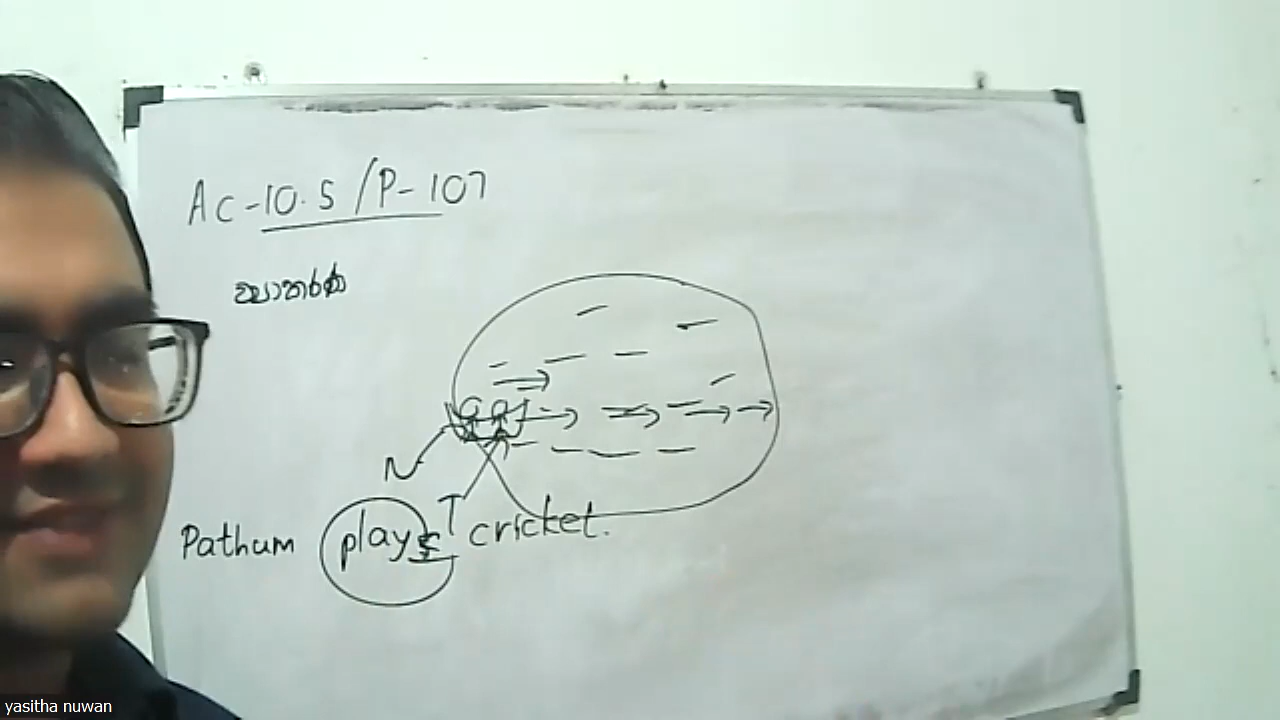 Ac-10.5 /P-107
ව්‍යාකරණ
N
T
Pathum plays cricket.
yasitha nuwan